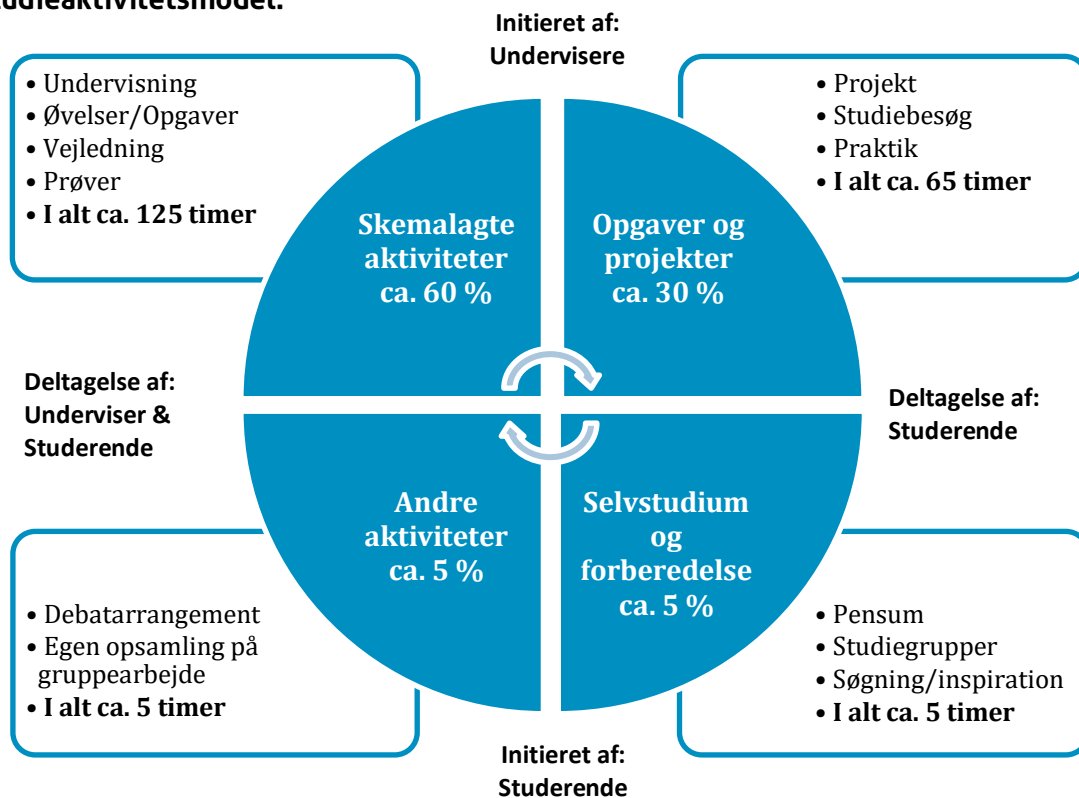 udieaktivitetsmodel:
Initieret af:
Undervisere
• Undervisning
• Øvelser/Opgaver
• Vejledning
• Prøver
• I alt ca. 125 timer
• Projekt
• Studiebesøg
• Praktik
• I alt ca. 65 timer
Skemalagte
aktiviteter
ca. 60 %
Opgaver og
projekter
ca. 30 %
Deltagelse af:
Underviser &
Studerende
Deltagelse af:
Studerende
Andre
aktiviteter
ca. 5 %
Selvstudium
og
forberedelse
ca. 5 %
• Debatarrangement
• Egen opsamling på
gruppearbejde
• I alt ca. 5 timer
• Pensum
• Studiegrupper
• Søgning/inspiration
• I alt ca. 5 timer
Initieret af:
Studerende